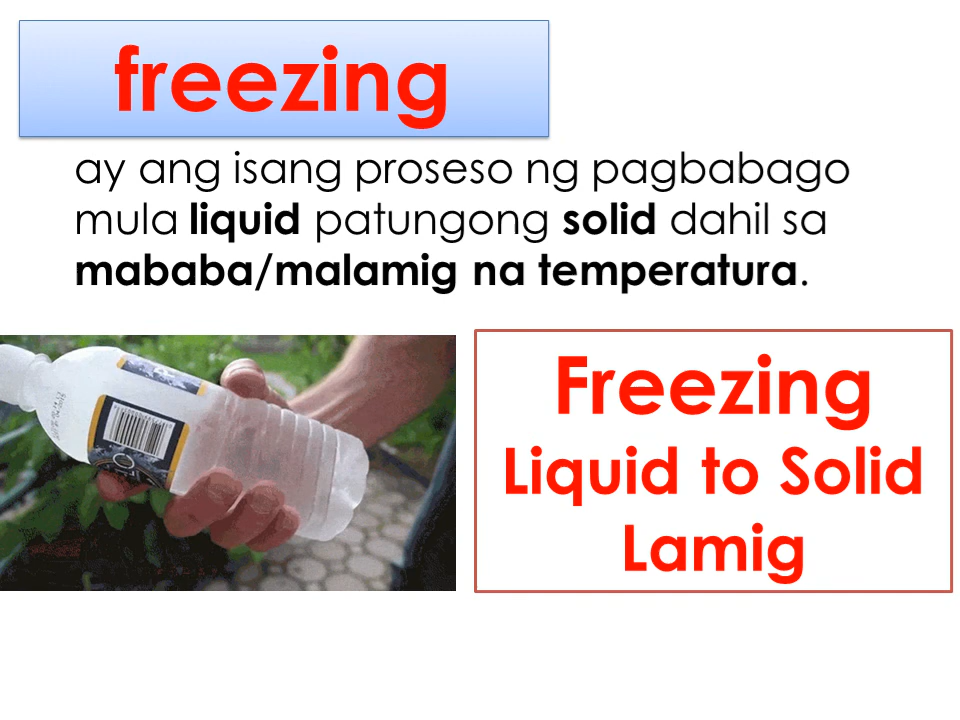 freezing
ay ang isang proseso ng pagbabago
mula liquid patungong solid dahil sa
mababa/malamig na temperatura.
Freezing
Liquid to Solid
Lamig